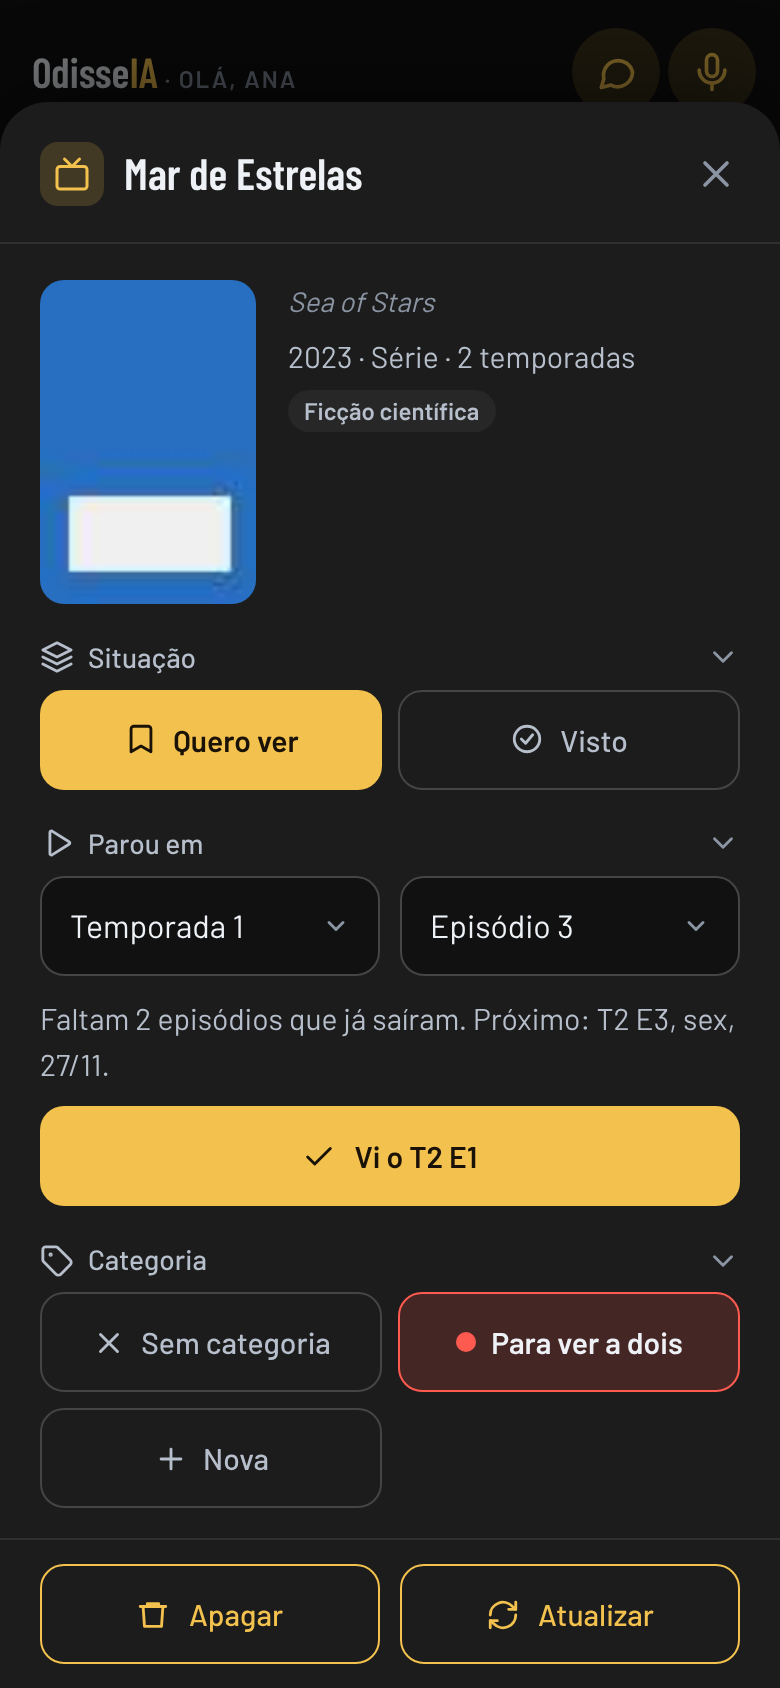 OdisseIA · OLÁ, ANA
Mar de Estrelas
Sea of Stars
2023 · Série · 2 temporadas
Ficção científica
Situação
Quero ver
Visto
Parou em
Temporada 1
Episódio 3
Faltam 2 episódios que já saíram. Próximo: T2 E3, sex,
27/11.
Vi o T2 E1
Categoria
Sem categoria
Para ver a dois
Nova
Apagar
Atualizar